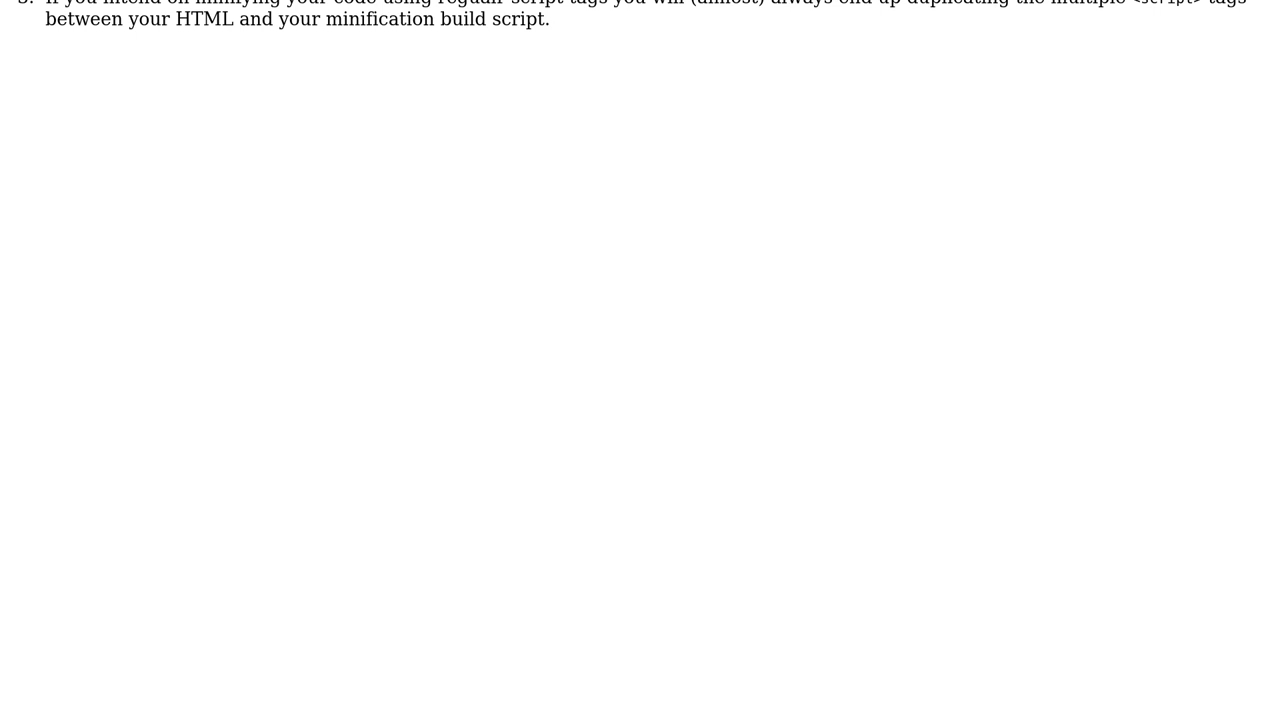 If you intend on minifying your code using regular script tags you will (almost) always end up duplicating the multiple <script> tags
between your HTML and your minification build script.